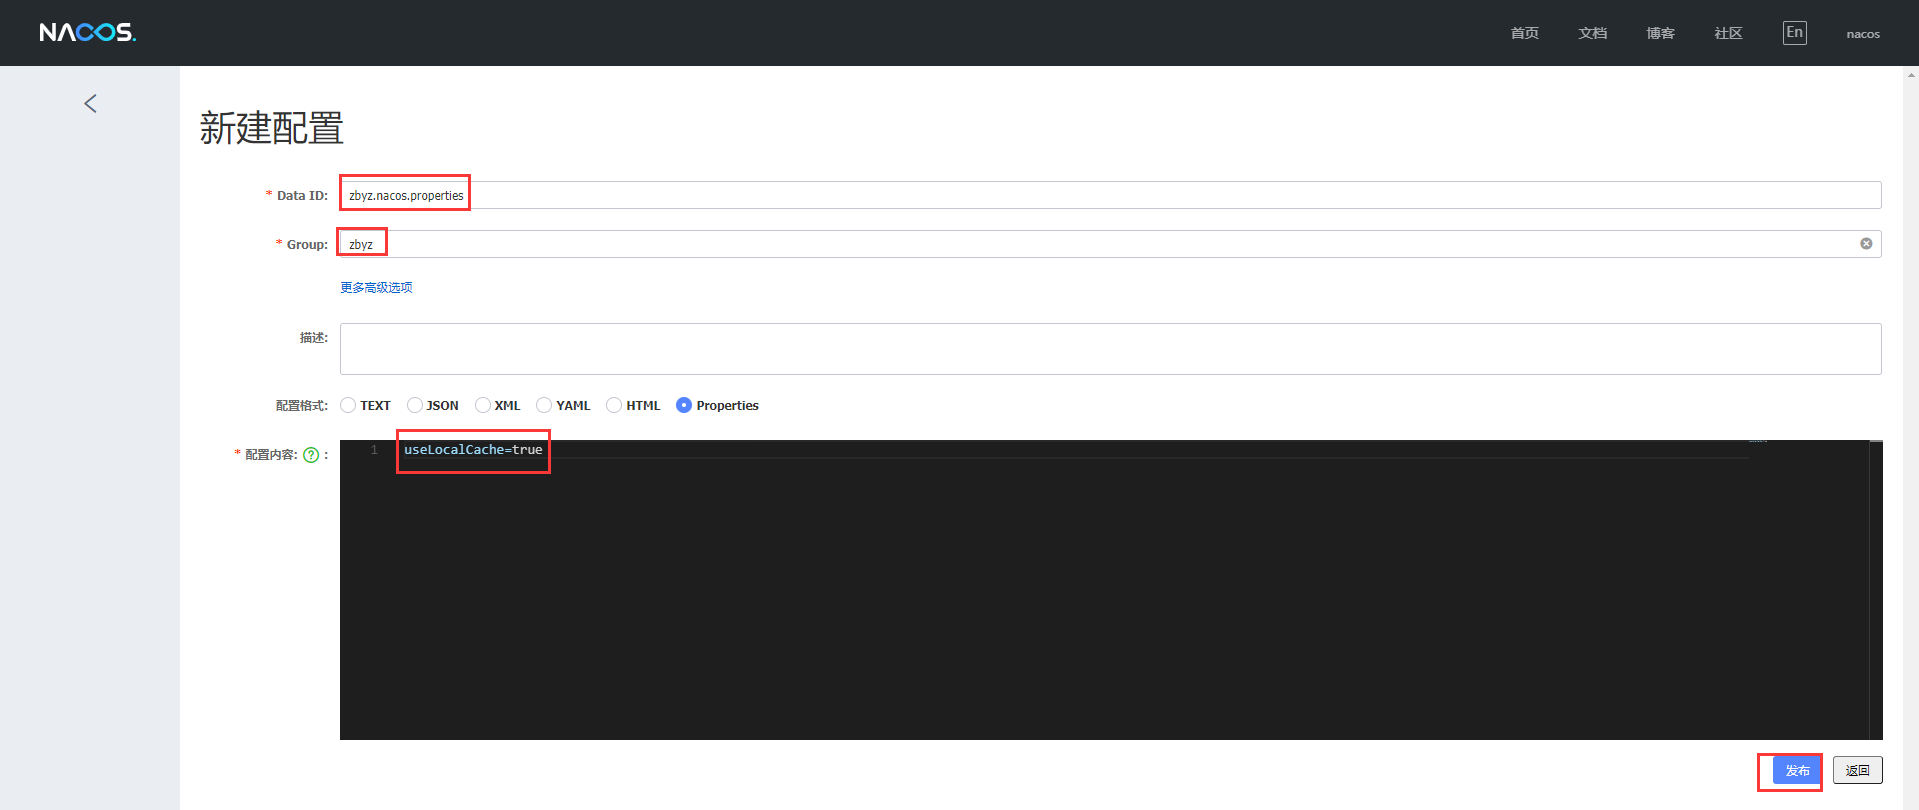 NACOS. 首页 文档 博客 社区 En nacos
新建配置
* Data ID: zbyz.nacos.properties
* Group: zbyz
更多高级选项
描述:
配置格式: TEXT JSON XML YAML HTML Properties
* 配置内容: ? : 1 useLocalCache=true
发布 返回